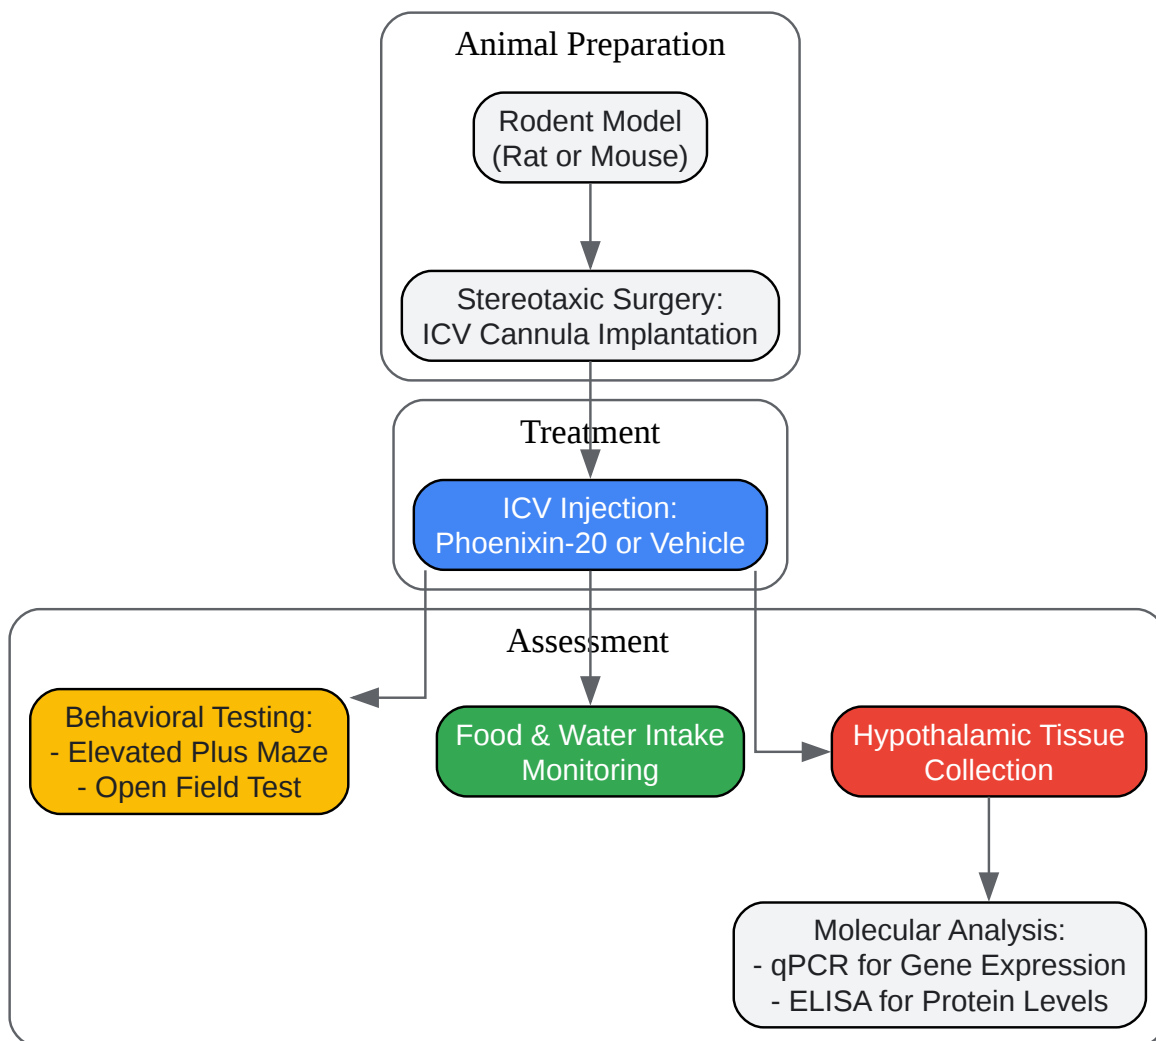 Animal Preparation
Rodent Model
(Rat or Mouse)
Stereotaxic Surgery:
ICV Cannula Implantation
Treatment
ICV Injection:
Phoenixin-20 or Vehicle
Assessment
Behavioral Testing:
- Elevated Plus Maze
- Open Field Test
Food & Water Intake
Monitoring
Hypothalamic Tissue
Collection
Molecular Analysis:
- qPCR for Gene Expression
- ELISA for Protein Levels